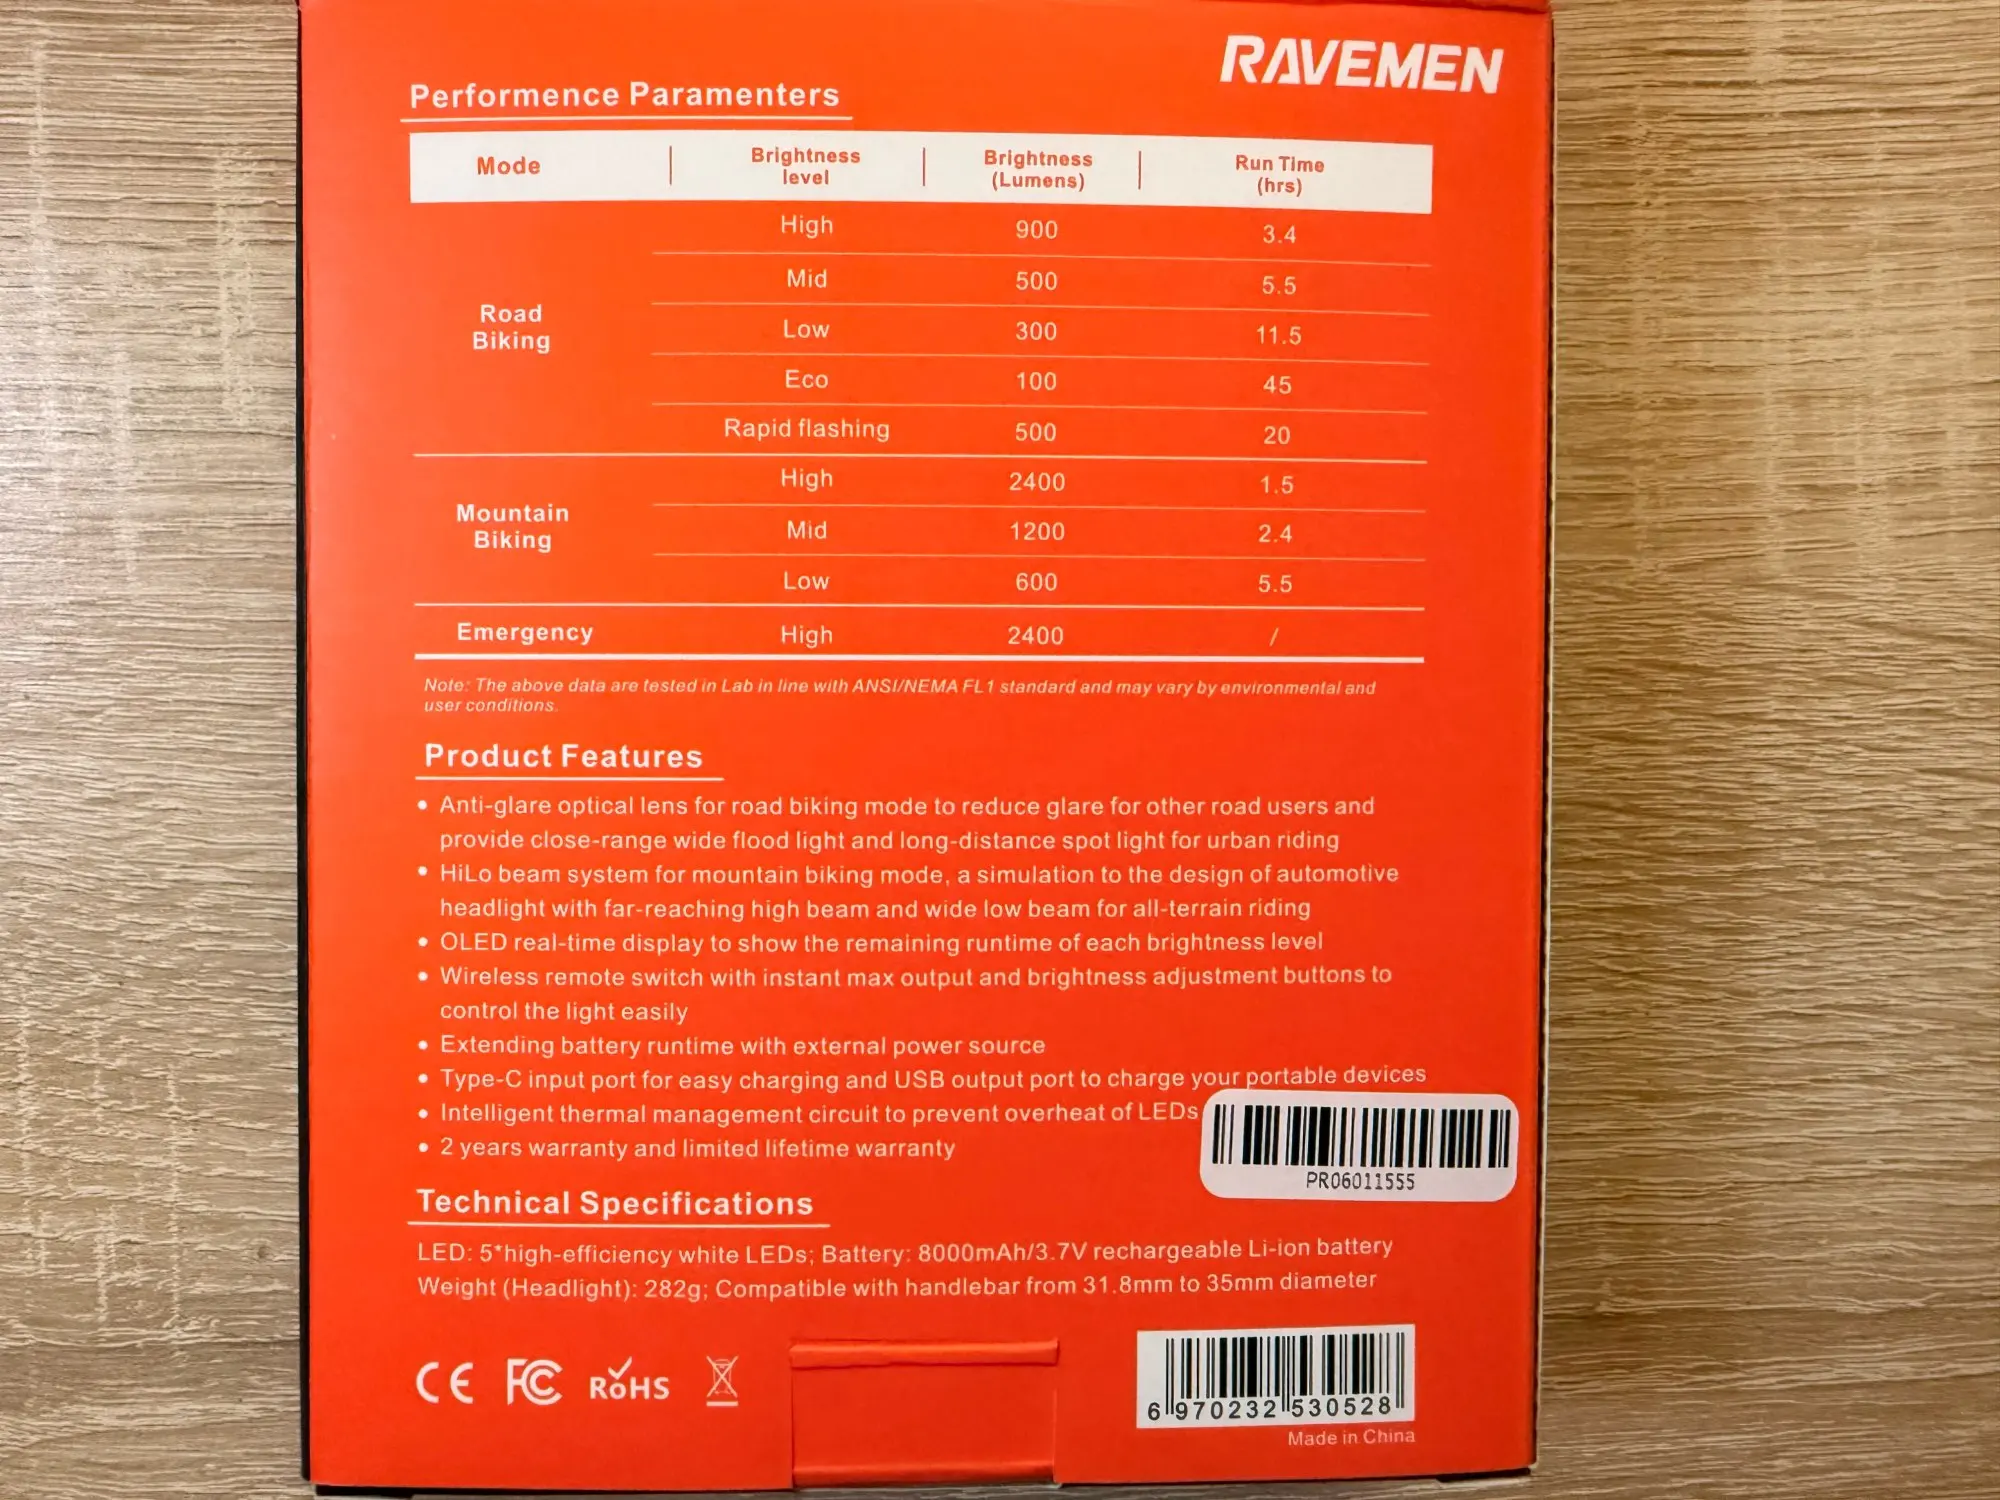 RAVEMEN
Performence Paramenters
Mode Brightness level Brightness (Lumens) Run Time (hrs)
Road Biking
High 900 3.4
Mid 500 5.5
Low 300 11.5
Eco 100 45
Rapid flashing 500 20
Mountain Biking
High 2400 1.5
Mid 1200 2.4
Low 600 5.5
Emergency High 2400 /
Note: The above data are tested in Lab in line with ANSI/NEMA FL1 standard and may vary by environmental and
user conditions.
Product Features
• Anti-glare optical lens for road biking mode to reduce glare for other road users and
provide close-range wide flood light and long-distance spot light for urban riding
• HiLo beam system for mountain biking mode, a simulation to the design of automotive
headlight with far-reaching high beam and wide low beam for all-terrain riding
• OLED real-time display to show the remaining runtime of each brightness level
• Wireless remote switch with instant max output and brightness adjustment buttons to
control the light easily
• Extending battery runtime with external power source
• Type-C input port for easy charging and USB output port to charge your portable devices
• Intelligent thermal management circuit to prevent overheat of LEDs
• 2 years warranty and limited lifetime warranty
PR06011555
Technical Specifications
LED: 5*high-efficiency white LEDs; Battery: 8000mAh/3.7V rechargeable Li-ion battery
Weight (Headlight): 282g; Compatible with handlebar from 31.8mm to 35mm diameter
CE FC RoHS
6 970232 530528
Made in China